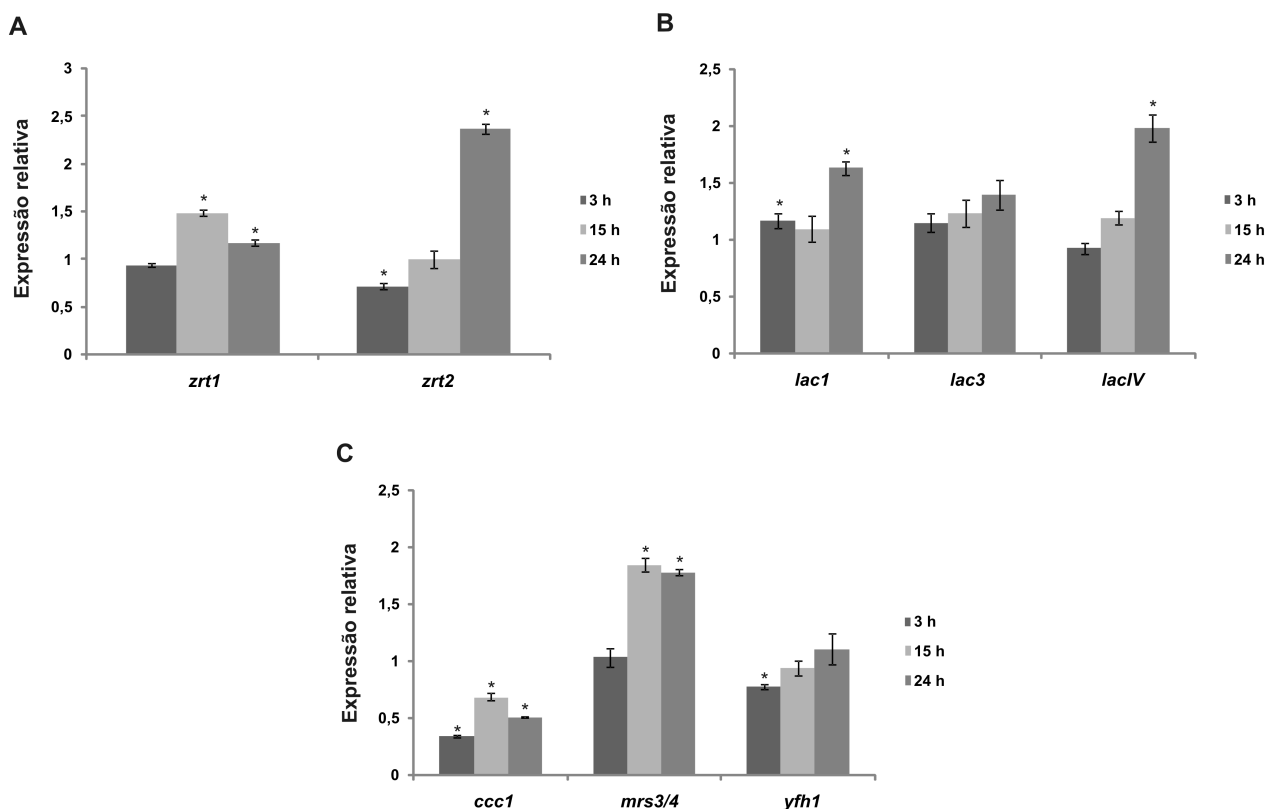 A
Expressão relativa
3
2,5
2
1,5
1
0,5
0
*
*
*
*
zrt1
zrt2
3 h
15 h
24 h
B
Expressão relativa
2,5
2
1,5
1
0,5
0
*
*
*
lac1
lac3
lacIV
3 h
15 h
24 h
C
Expressão relativa
2,5
2
1,5
1
0,5
0
*
*
*
*
*
*
ccc1
mrs3/4
yfh1
3 h
15 h
24 h